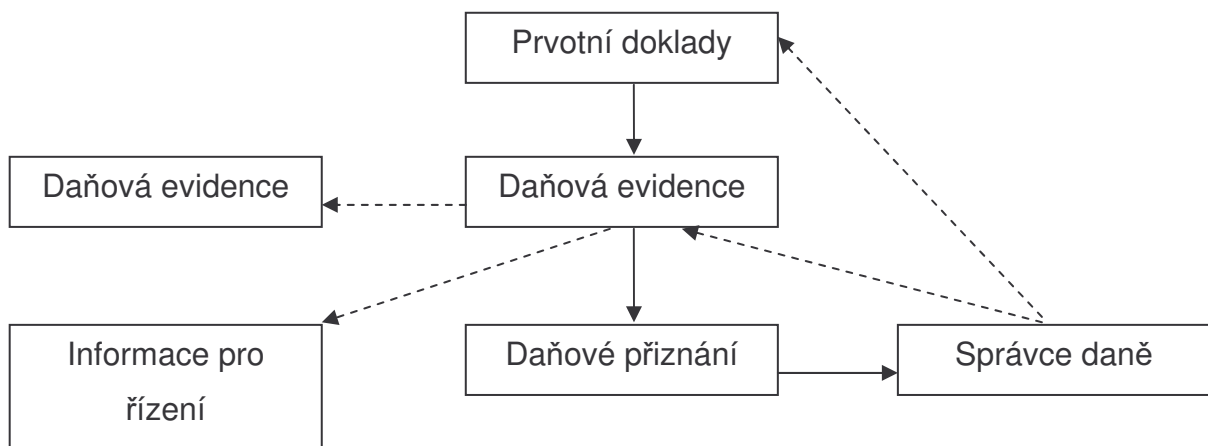 Prvotní doklady
Daňová evidence
Daňová evidence
Informace pro
řízení
Daňové přiznání
Správce daně